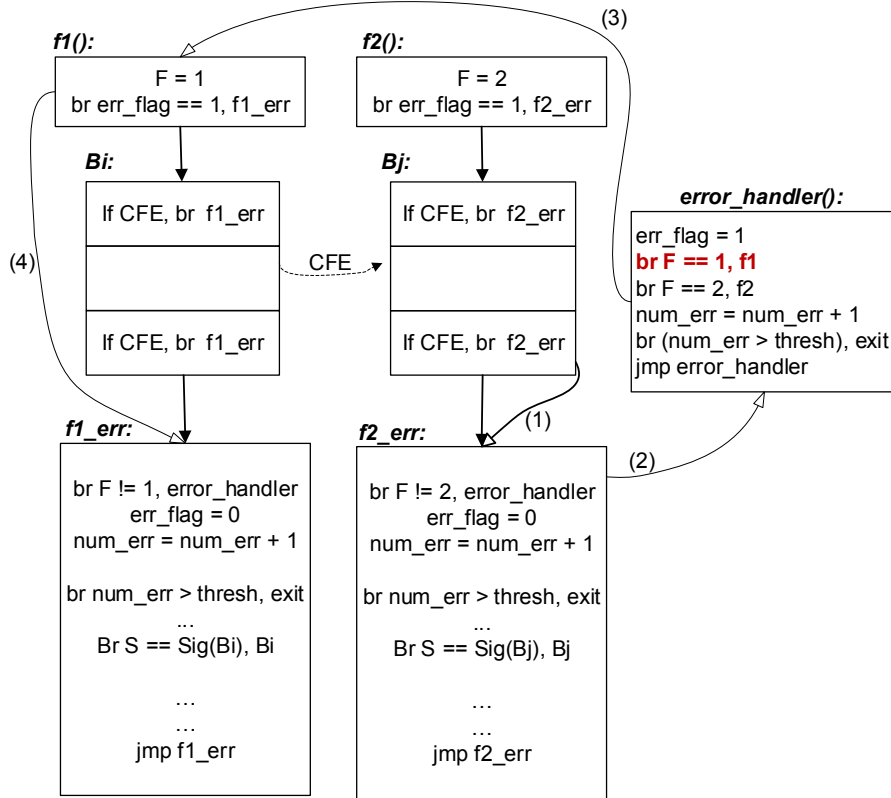 (3)
f1():
f2():
F = 1
br err_flag == 1, f1_err
F = 2
br err_flag == 1, f2_err
Bi:
Bj:
If CFE, br f1_err
If CFE, br f1_err
If CFE, br f2_err
If CFE, br f2_err
CFE
(4)
error_handler():
err_flag = 1
br F == 1, f1
br F == 2, f2
num_err = num_err + 1
br (num_err > thresh), exit
jmp error_handler
(1)
(2)
f1_err:
br F != 1, error_handler
err_flag = 0
num_err = num_err + 1
br num_err > thresh, exit
...
Br S == Sig(Bi), Bi
...
...
jmp f1_err
f2_err:
br F != 2, error_handler
err_flag = 0
num_err = num_err + 1
br num_err > thresh, exit
...
Br S == Sig(Bj), Bj
...
...
jmp f2_err